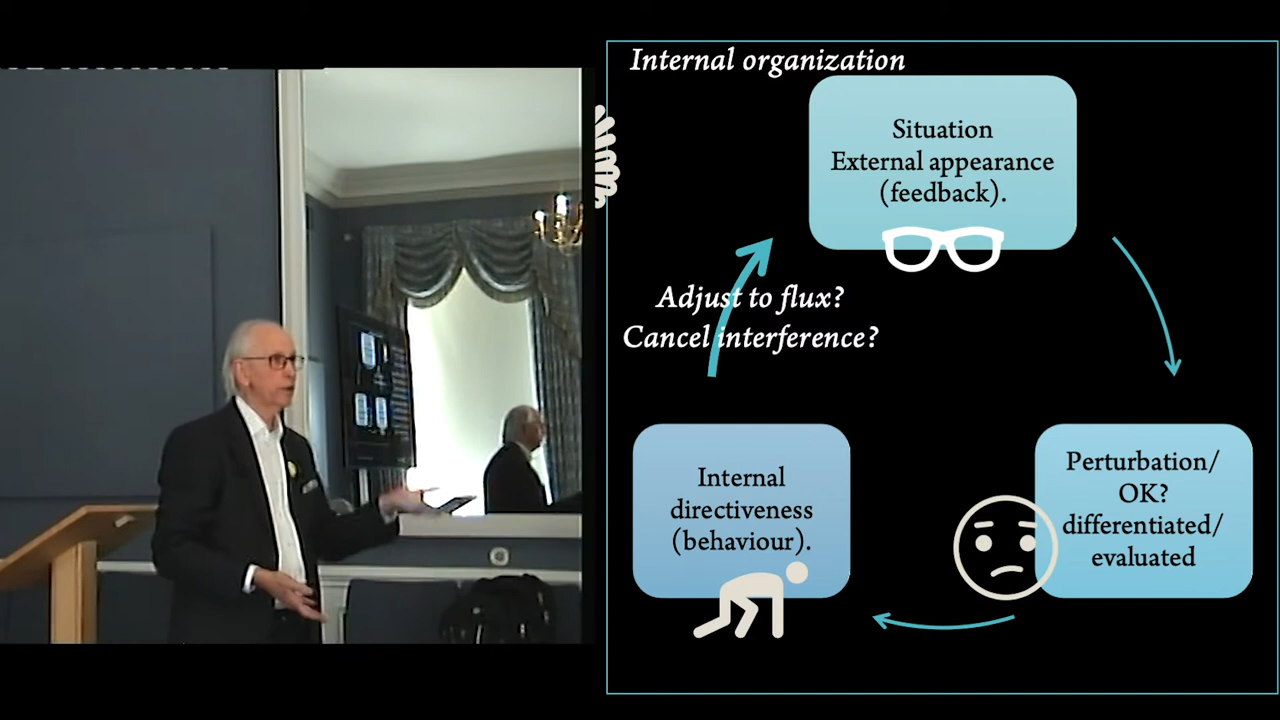 Internal organization
Situation
External appearance
(feedback).
Adjust to flux?
Cancel interference?
Internal
directiveness
(behaviour).
Perturbation/
OK?
differentiated/
evaluated